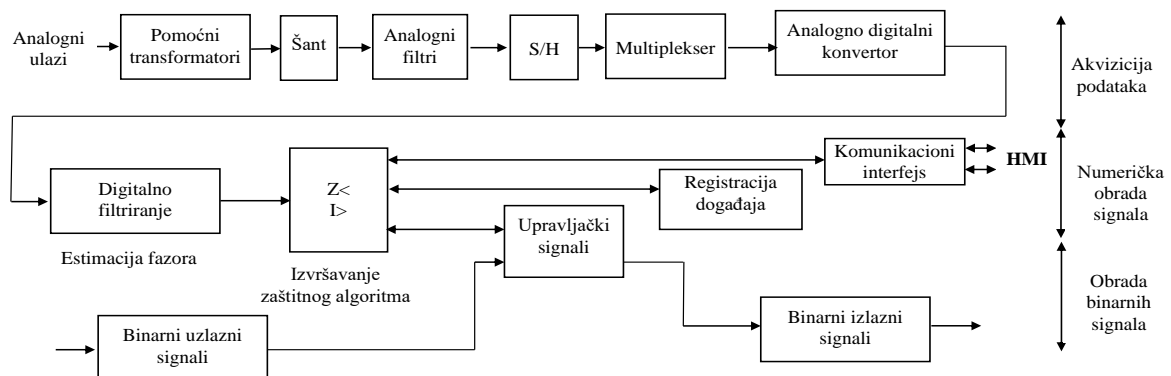 Analogni
ulazi
Pomoćni
transformatori
Šant
Analogni
filtri
S/H
Multiplekser
Analogno digitalni
konvertor
Akvizicija
podataka
Digitalno
filtriranje
Estimacija fazora
Z<
I>
Izvršavanje
zaštitnog algoritma
Komunikacioni
interfejs
HMI
Registracija
događaja
Numerička
obrada
signala
Upravljački
signali
Binarni uzlazni
signali
Binarni izlazni
signali
Obrada
binarnih
signala